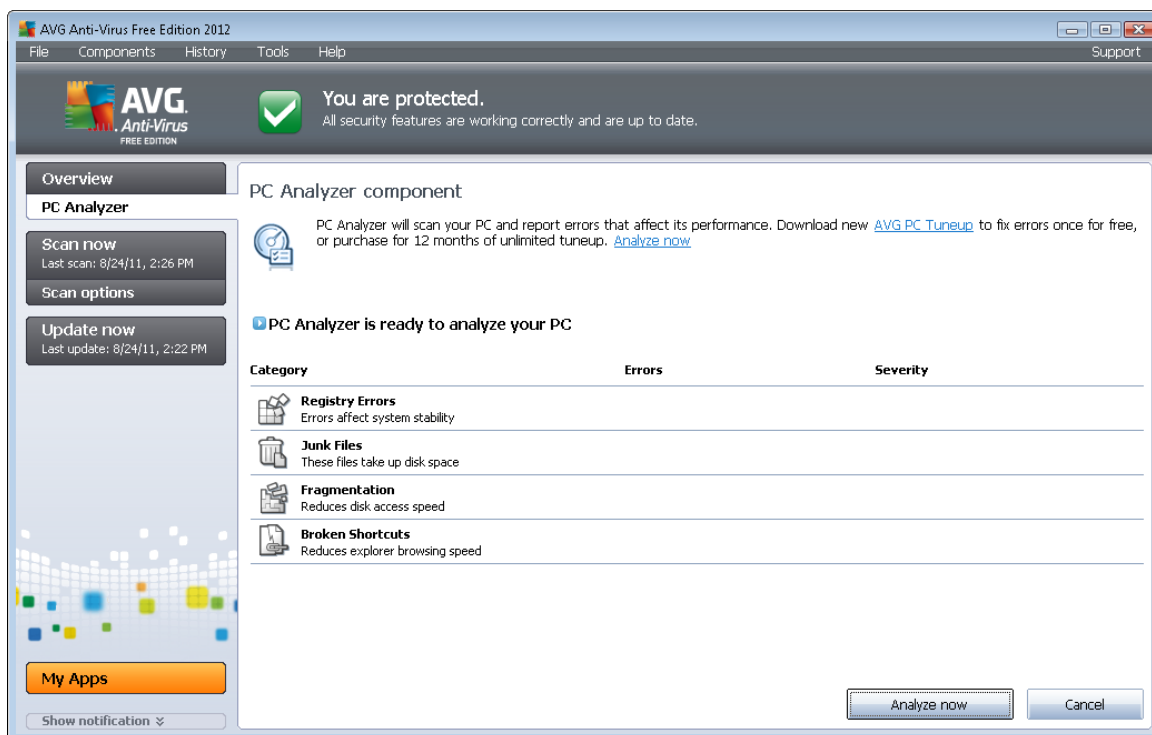 AVG Anti-Virus Free Edition 2012
File Components History Tools Help Support
AVG.
Anti-Virus
FREE EDITION
You are protected.
All security features are working correctly and are up to date.
Overview
PC Analyzer
Scan now
Last scan: 8/24/11, 2:26 PM
Scan options
Update now
Last update: 8/24/11, 2:22 PM
My Apps
Show notification
PC Analyzer component
PC Analyzer will scan your PC and report errors that affect its performance. Download new AVG PC Tuneup to fix errors once for free,
or purchase for 12 months of unlimited tuneup. Analyze now
PC Analyzer is ready to analyze your PC
Category Errors Severity
Registry Errors
Errors affect system stability
Junk Files
These files take up disk space
Fragmentation
Reduces disk access speed
Broken Shortcuts
Reduces explorer browsing speed
Analyze now Cancel